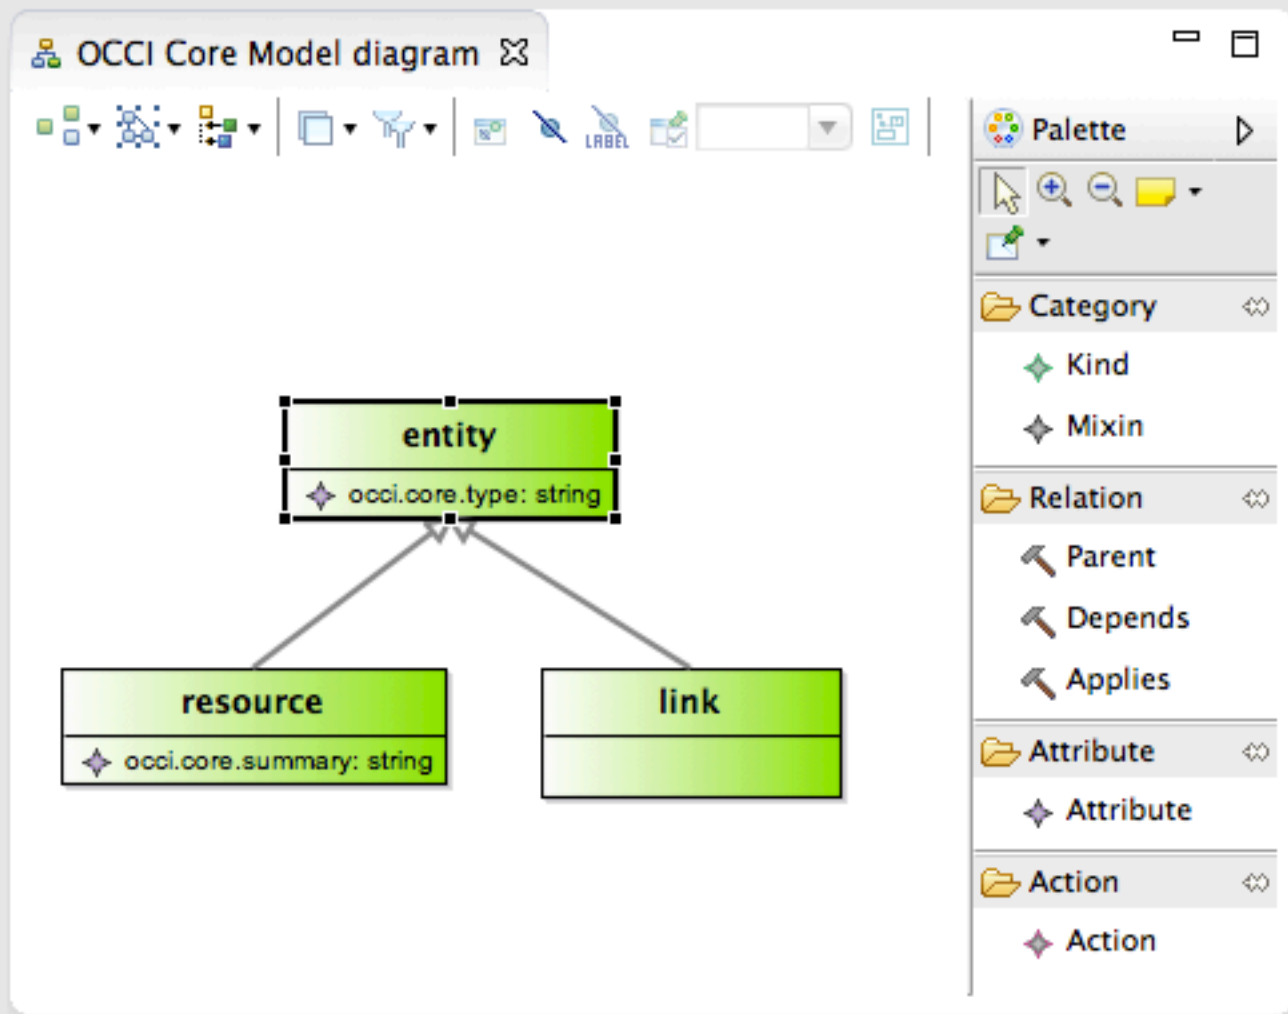 OCCI Core Model diagram
LABEL
Palette
Category
Kind
Mixin
Relation
Parent
Depends
Applies
Attribute
Attribute
Action
Action
entity
occi.core.type: string
resource
occi.core.summary: string
link